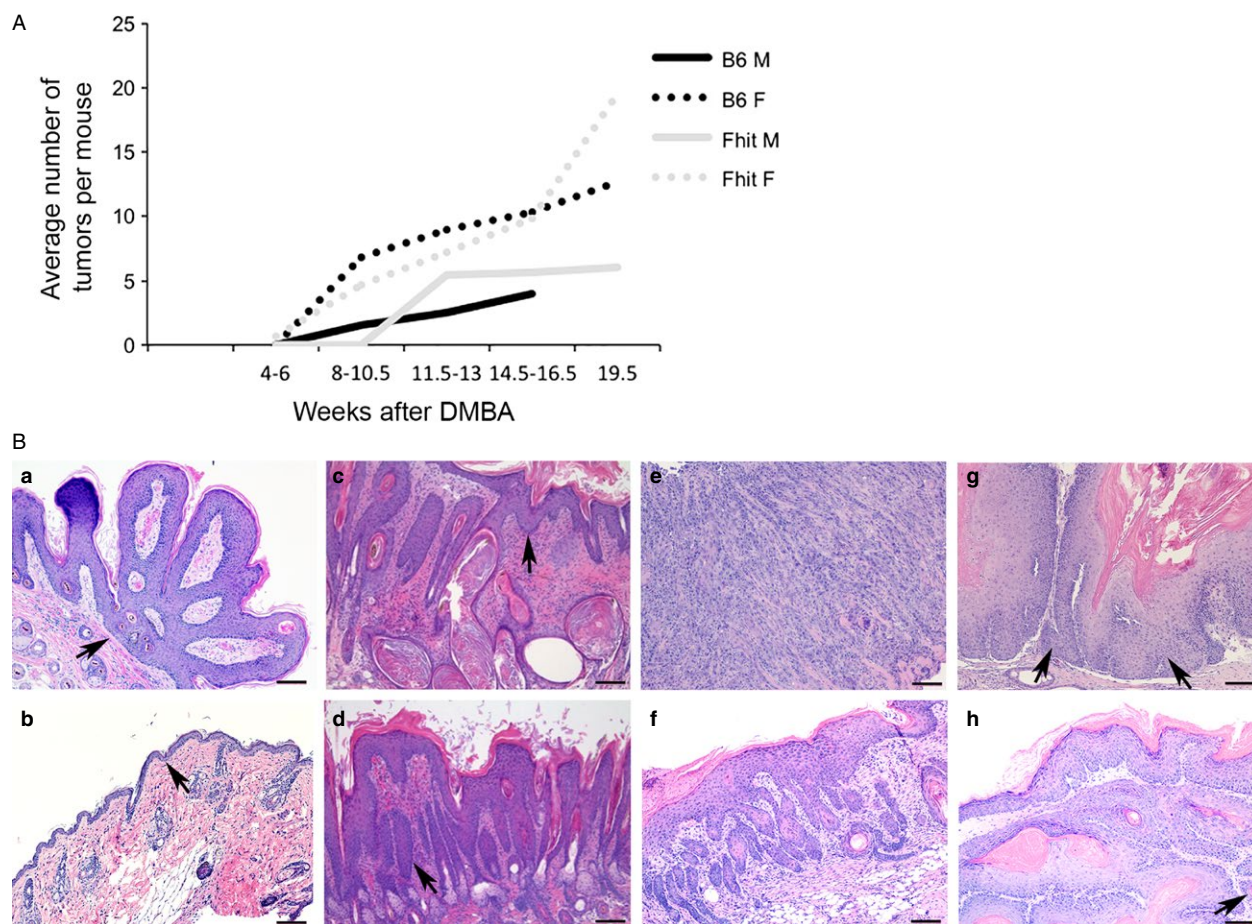 A
25
20
15
10
5
0
Average number of
tumors per mouse
4-6 8-10.5 11.5-13 14.5-16.5 19.5
Weeks after DMBA
B6 M
B6 F
Fhit M
Fhit F
B
a
c
e
g
b
d
f
h